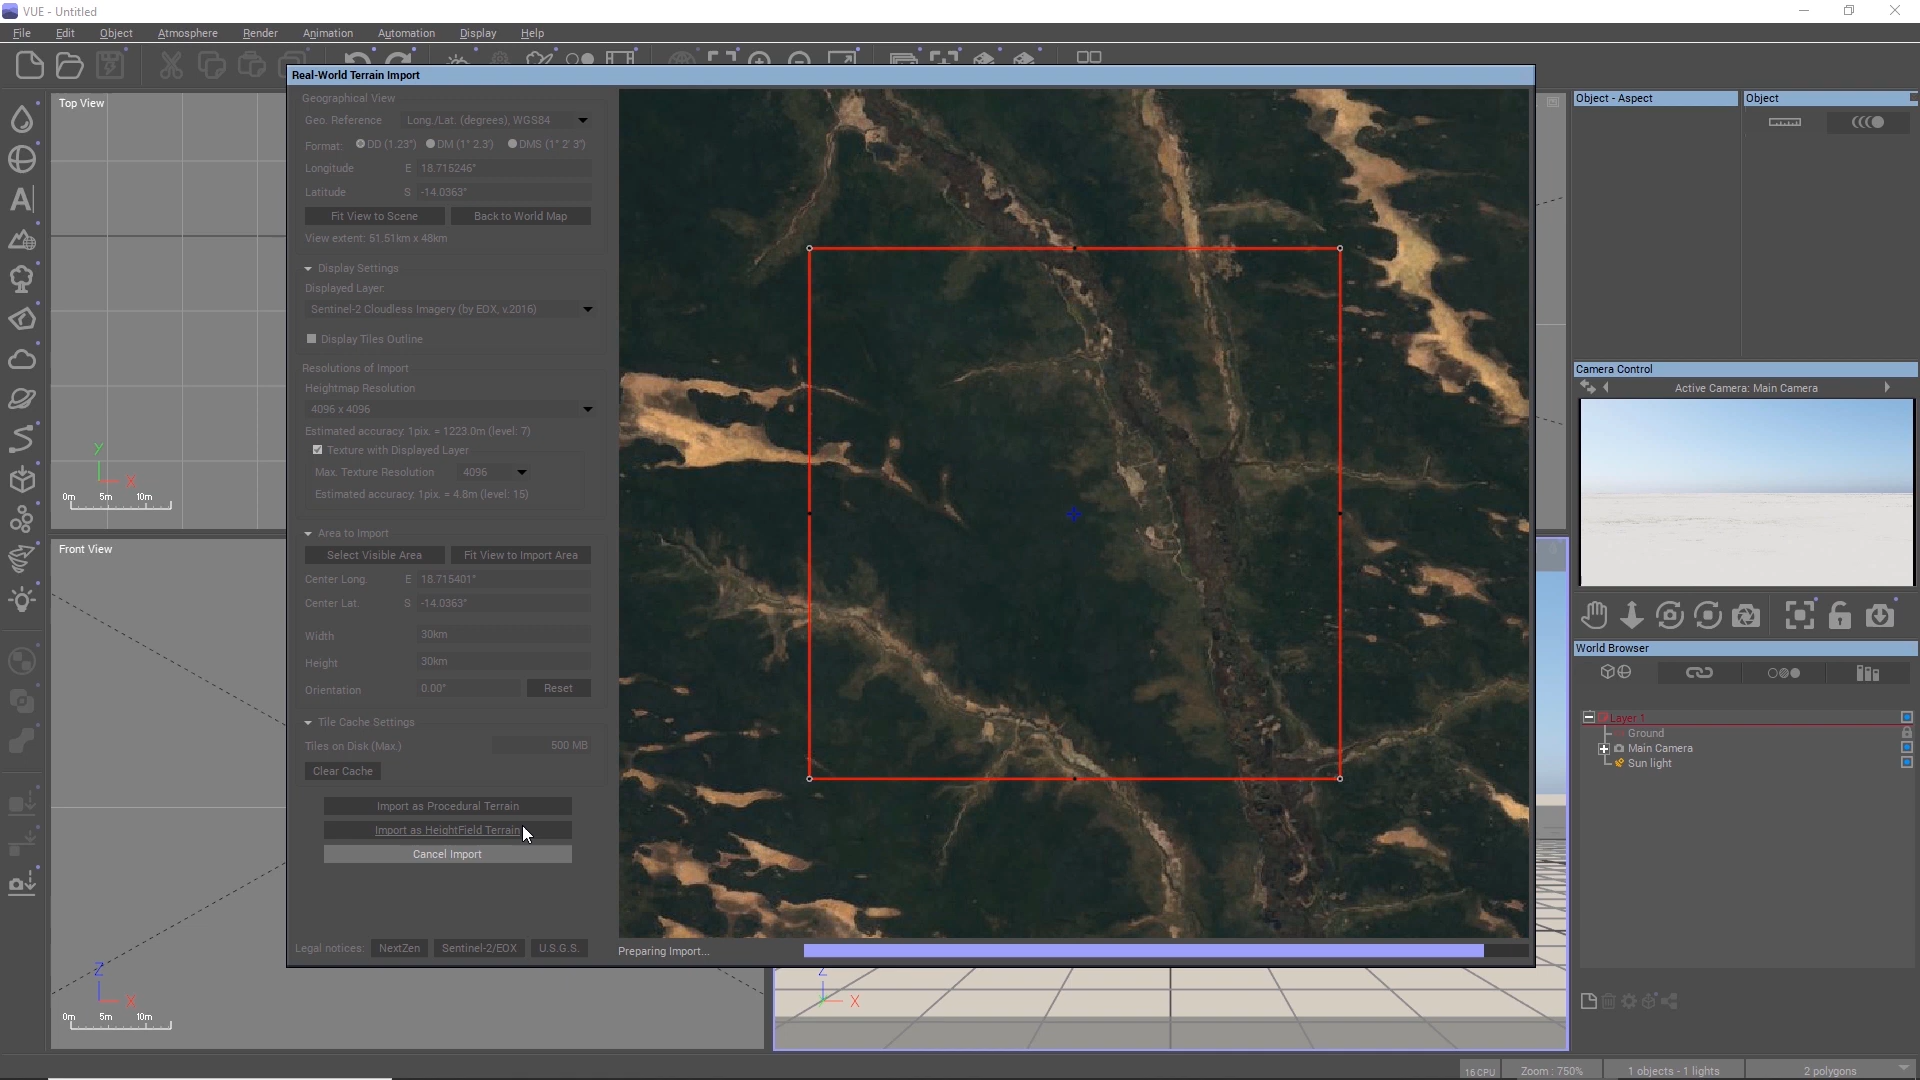 VUE - Untitled
File Edit Object Atmosphere Render Animation Automation Display Help
Real-World Terrain Import
Top View
Geographical View
Geo. Reference Long./Lat. (degrees), WGS84
Format: DD (1.23°) DM (1° 2.3') DMS (1° 2' 3")
Longitude E 18.715246°
Latitude S -14.0363°
Fit View to Scene Back to World Map
View extent: 51.51km x 48km
Display Settings
Displayed Layer:
Sentinel-2 Cloudless Imagery (by EOX, v.2016)
Display Tiles Outline
Resolutions of Import
Heightmap Resolution
4096 x 4096
Estimated accuracy: 1pix. = 1223.0m (level: 7)
Texture with Displayed Layer
Max. Texture Resolution 4096
Estimated accuracy: 1pix. = 4.8m (level: 15)
Area to Import
Select Visible Area Fit View to Import Area
Center Long. E 18.715401°
Center Lat. S -14.0363°
Width 30km
Height 30km
Orientation 0.00° Reset
Tile Cache Settings
Tiles on Disk (Max.) 500 MB
Clear Cache
Import as Procedural Terrain
Import as HeightField Terrain
Cancel Import
Legal notices: NextZen Sentinel-2/EOX U.S.G.S.
Preparing Import...
Y
X
0m 5m 10m
Front View
Z
X
0m 5m 10m
Z
X
Object - Aspect
Object
Camera Control
Active Camera: Main Camera
World Browser
Layer 1
Ground
Main Camera
Sun light
16 CPU Zoom : 750% 1 objects - 1 lights 2 polygons